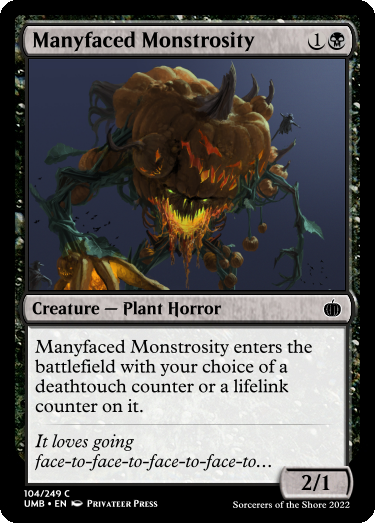 Manyfaced Monstrosity 1
Creature — Plant Horror
Manyfaced Monstrosity enters the
battlefield with your choice of a
deathtouch counter or a lifelink
counter on it.
It loves going
face-to-face-to-face-to-face-to…
2/1
104/249 C
UMB • EN Privateer Press
Sorcerers of the Shore 2022